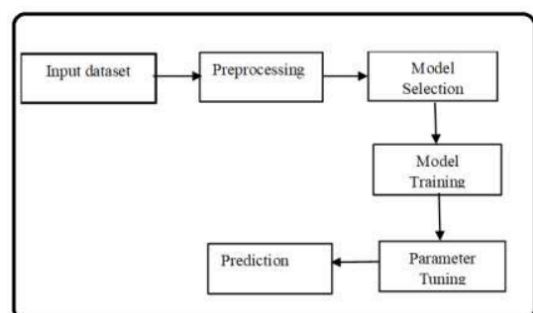 Input dataset
Preprocessing
Model
Selection
Model
Training
Parameter
Tuning
Prediction